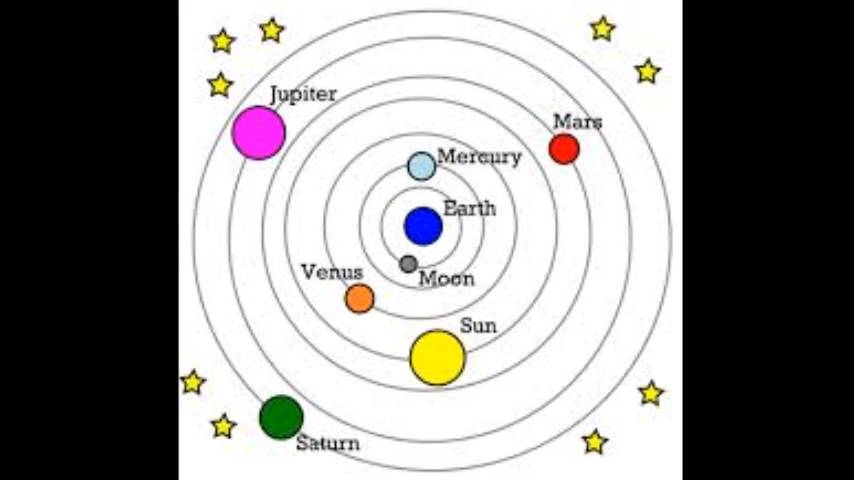 Jupiter
Mars
Mercury
Earth
Venus
Moon
Sun
Saturn